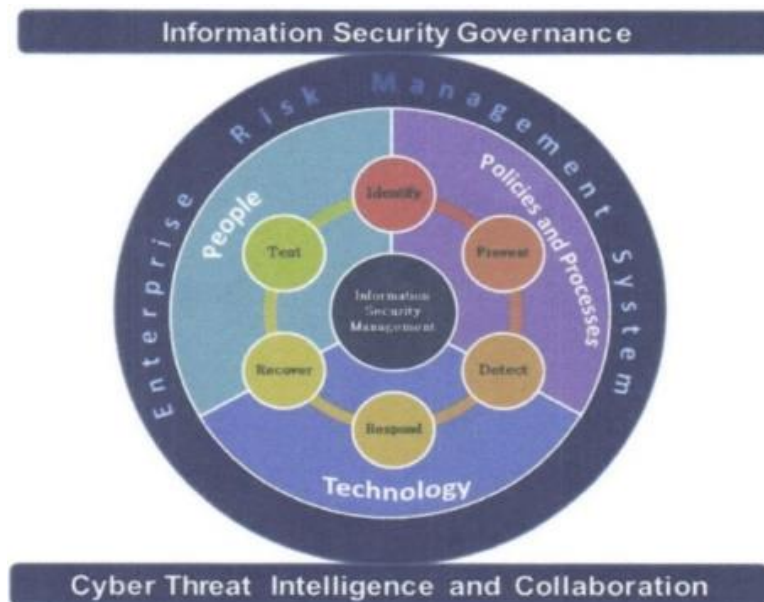 Information Security Governance
Enterprise Risk Management System
People
Policies and Processes
Technology
Identify
Prevent
Detect
Respond
Recover
Test
Information
Security
Management
Cyber Threat Intelligence and Collaboration